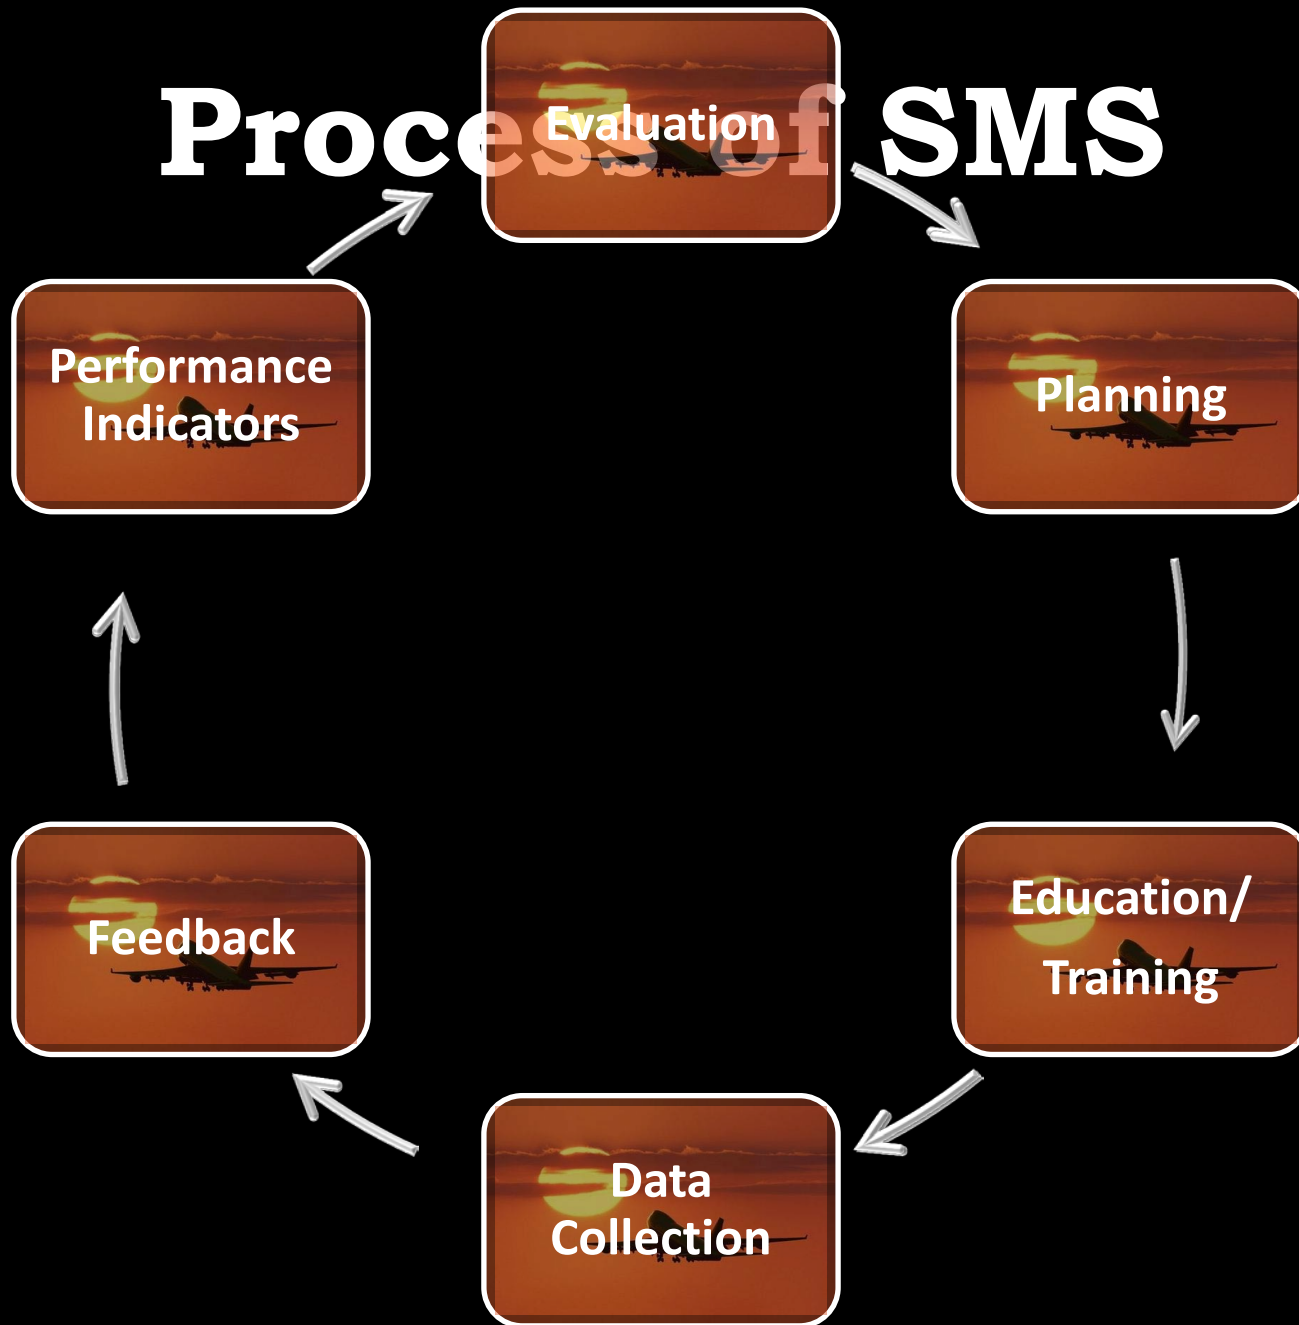 Process of SMS
Evaluation
Planning
Education/
Training
Data
Collection
Feedback
Performance
Indicators